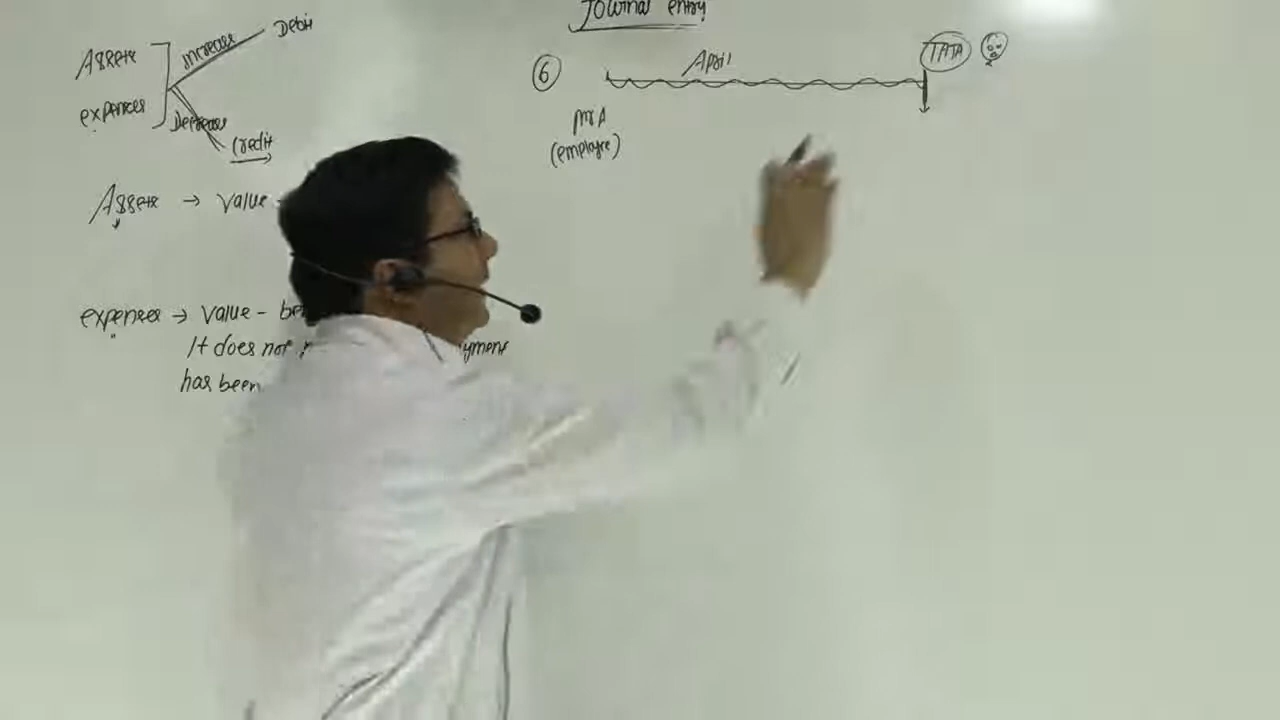 Journal entry
Assets
expenses
increase
Debit
Decrease
Credit
Assets → value
expenses → value - be
It does not
yment
has been
6
April
TATA
Mr A
(employee)